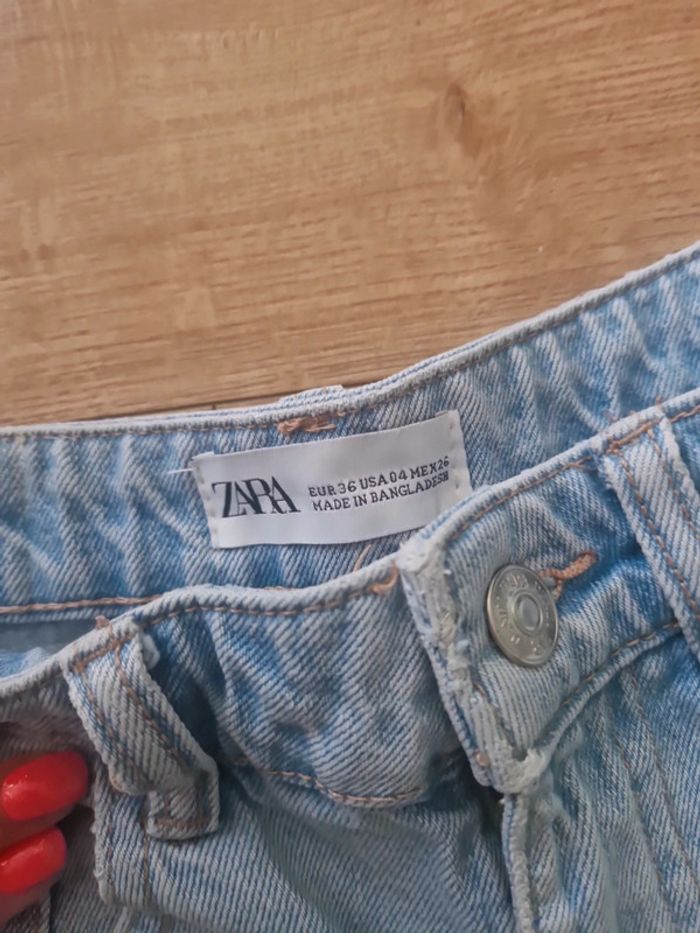 ZARA
EUR 36 USA 04 MEX 26
MADE IN BANGLADESH